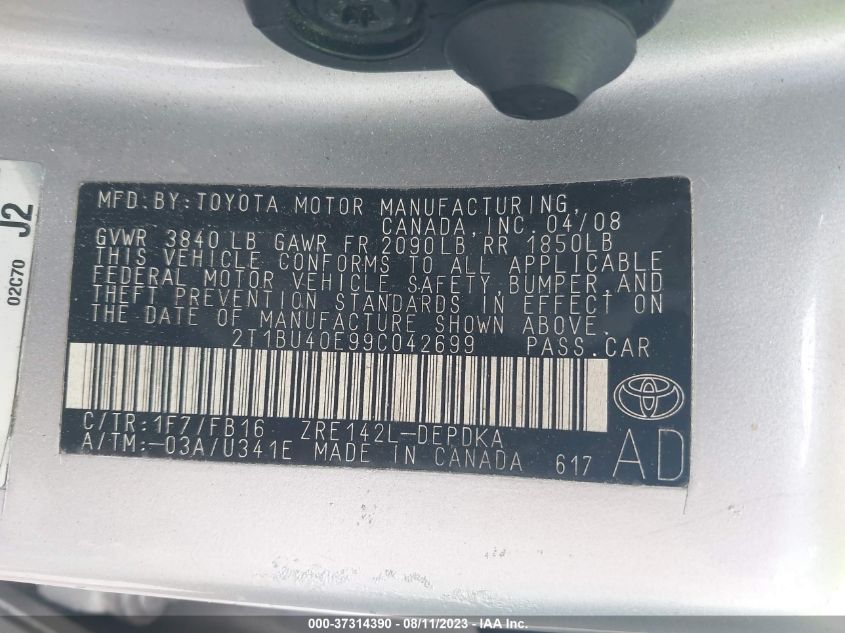 MFD.BY:TOYOTA MOTOR MANUFACTURING,
CANADA, INC. 04/08
GVWR 3840 LB GAWR FR 2090LB RR 1850LB
THIS VEHICLE CONFORMS TO ALL APPLICABLE
FEDERAL MOTOR VEHICLE SAFETY, BUMPER, AND
THEFT PREVENTION STANDARDS IN EFFECT ON
THE DATE OF MANUFACTURE SHOWN ABOVE.
2T1BU40E99C042699 PASS.CAR
C/TR:1F7/FB16 ZRE142L-DEPDKA
A/TM:-03A/U341E MADE IN CANADA 617
AD
J2
02C70
000-37314390 - 08/11/2023 - IAA Inc.